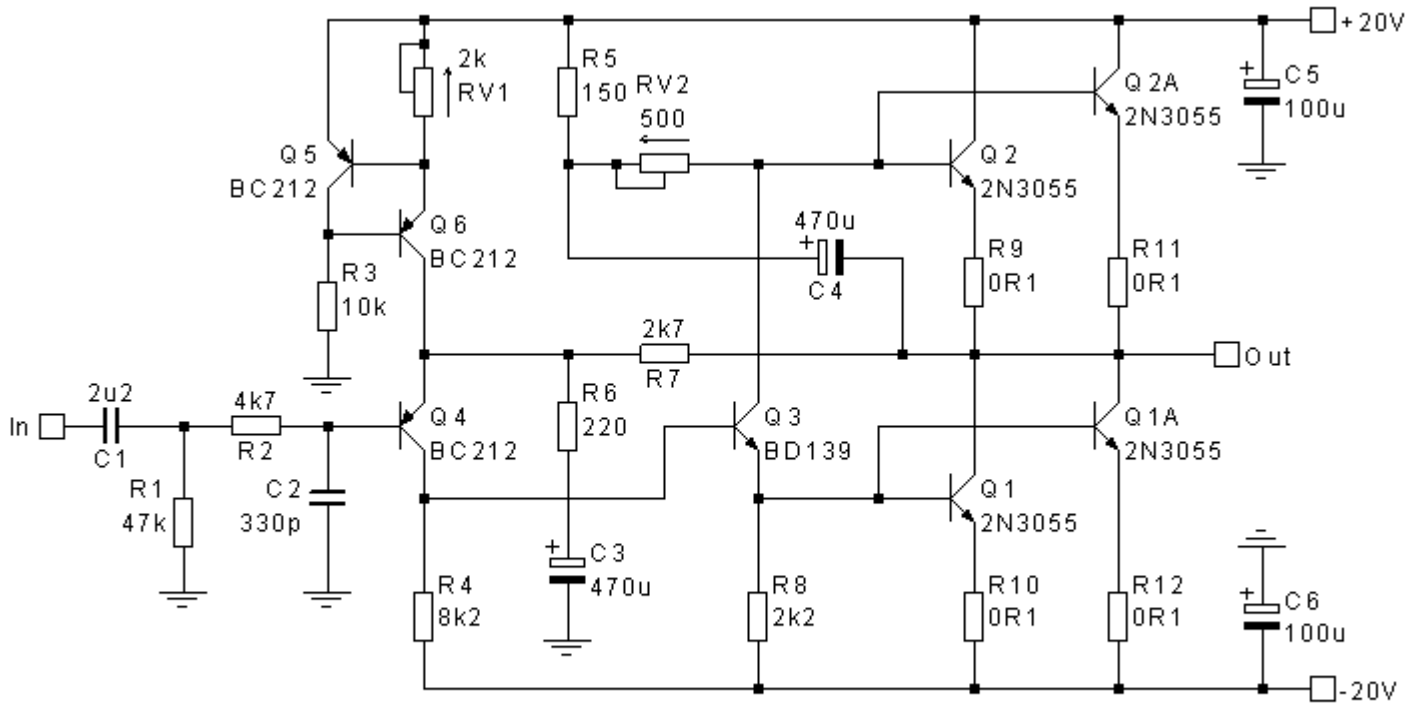 +20V
2k
RV1
R5
150
RV2
500
Q2A
2N3055
+
C5
100u
Q5
BC212
Q2
2N3055
Q6
BC212
470u
+
C4
R9
0R1
R11
0R1
R3
10k
2k7
R7
Out
In
2u2
C1
4k7
R2
Q4
BC212
R6
220
Q3
BD139
Q1A
2N3055
R1
47k
C2
330p
Q1
2N3055
+
C3
470u
R4
8k2
R8
2k2
R10
0R1
R12
0R1
+
C6
100u
-20V